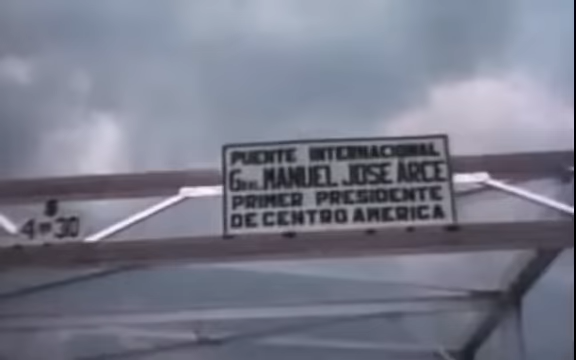 PUENTE INTERNACIONAL
Gral. MANUEL JOSE ARCE
PRIMER PRESIDENTE
DE CENTRO AMERICA
4 m 30